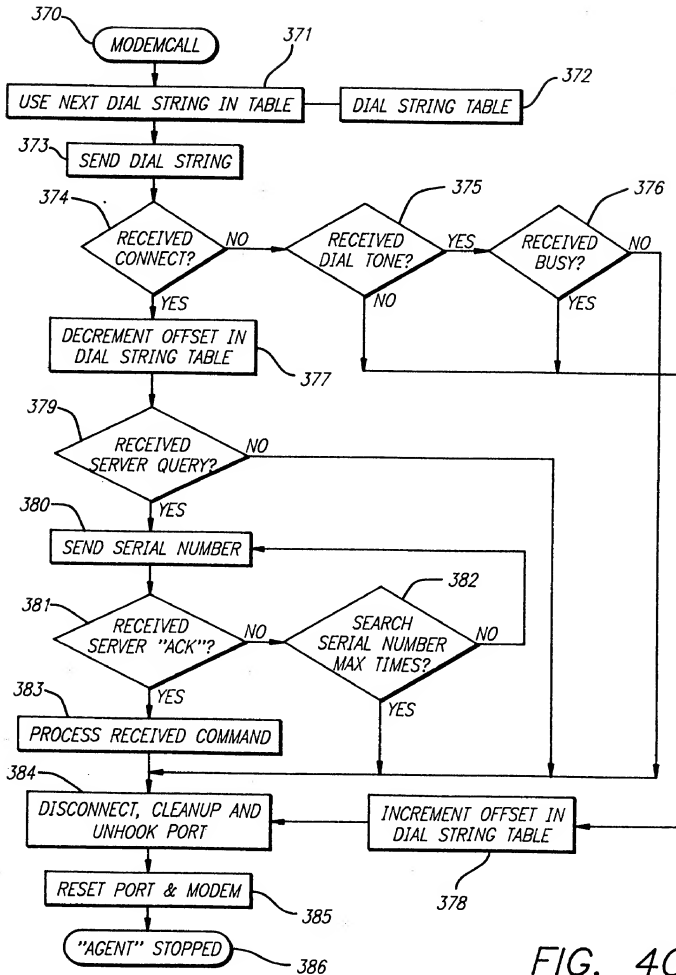 370
MODEMCALL
371
372
USE NEXT DIAL STRING IN TABLE
DIAL STRING TABLE
373
SEND DIAL STRING
374
375
376
RECEIVED
CONNECT?
NO
RECEIVED
DIAL TONE?
YES
RECEIVED
BUSY?
NO
YES
NO
YES
DECREMENT OFFSET IN
DIAL STRING TABLE
377
379
RECEIVED
SERVER QUERY?
NO
YES
380
SEND SERIAL NUMBER
382
381
RECEIVED
SERVER "ACK"?
NO
SEARCH
SERIAL NUMBER
MAX TIMES?
NO
YES
YES
383
PROCESS RECEIVED COMMAND
384
DISCONNECT, CLEANUP AND
UNHOOK PORT
INCREMENT OFFSET IN
DIAL STRING TABLE
378
RESET PORT & MODEM
385
"AGENT" STOPPED
386
FIG. 4C